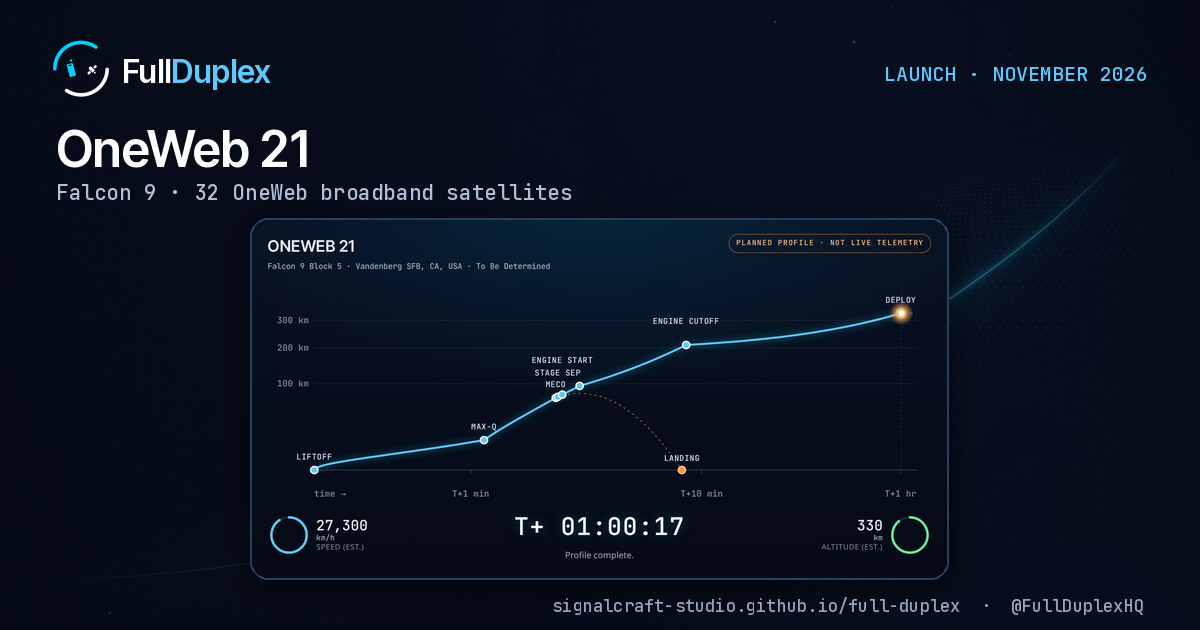 FullDuplex
LAUNCH · NOVEMBER 2026
OneWeb 21
Falcon 9 · 32 OneWeb broadband satellites
ONEWEB 21
PLANNED PROFILE · NOT LIVE TELEMETRY
Falcon 9 Block 5 · Vandenberg SFB, CA, USA · To Be Determined
DEPLOY
300 km
ENGINE CUTOFF
200 km
ENGINE START
STAGE SEP
100 km
MECO
MAX-Q
LIFTOFF
LANDING
time →
T+1 min
T+10 min
T+1 hr
27,300
km/h
SPEED (EST.)
T+ 01:00:17
Profile complete.
330
km
ALTITUDE (EST.)
signalcraft-studio.github.io/full-duplex · @FullDuplexHQ